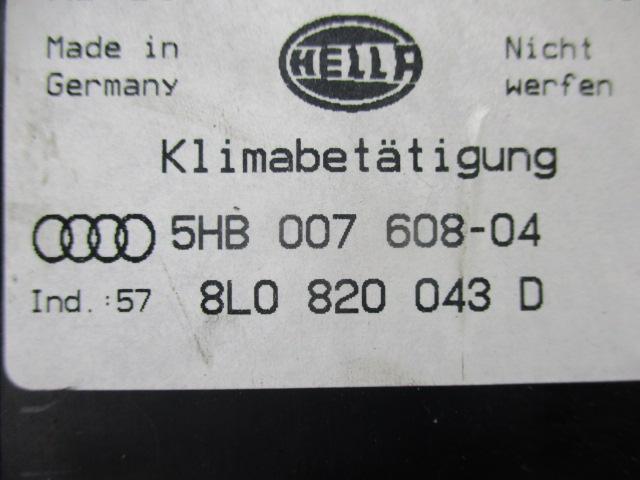 Made in HELLA Nicht
Germany werfen
Klimabetätigung
5HB 007 608-04
Ind.:57 8L0 820 043 D